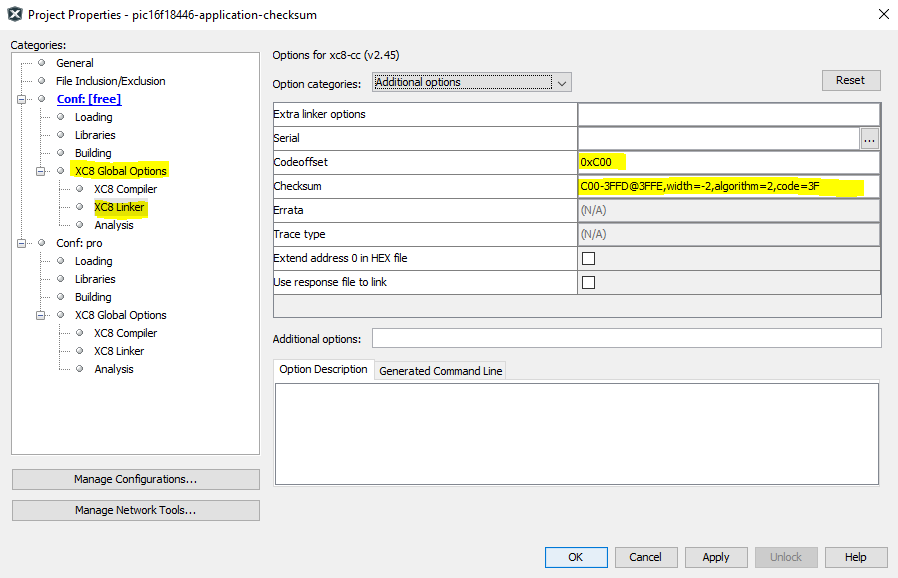 Project Properties - pic16f18446-application-checksum
Categories:
General
File Inclusion/Exclusion
Conf: [free]
Loading
Libraries
Building
XC8 Global Options
XC8 Compiler
XC8 Linker
Analysis
Conf: pro
Loading
Libraries
Building
XC8 Global Options
XC8 Compiler
XC8 Linker
Analysis
Manage Configurations...
Manage Network Tools...
Options for xc8-cc (v2.45)
Option categories: Additional options
Reset
Extra linker options
Serial ...
Codeoffset 0xC00
Checksum C00-3FFD@3FFE,width=-2,algorithm=2,code=3F
Errata (N/A)
Trace type (N/A)
Extend address 0 in HEX file
Use response file to link
Additional options:
Option Description Generated Command Line
OK Cancel Apply Unlock Help